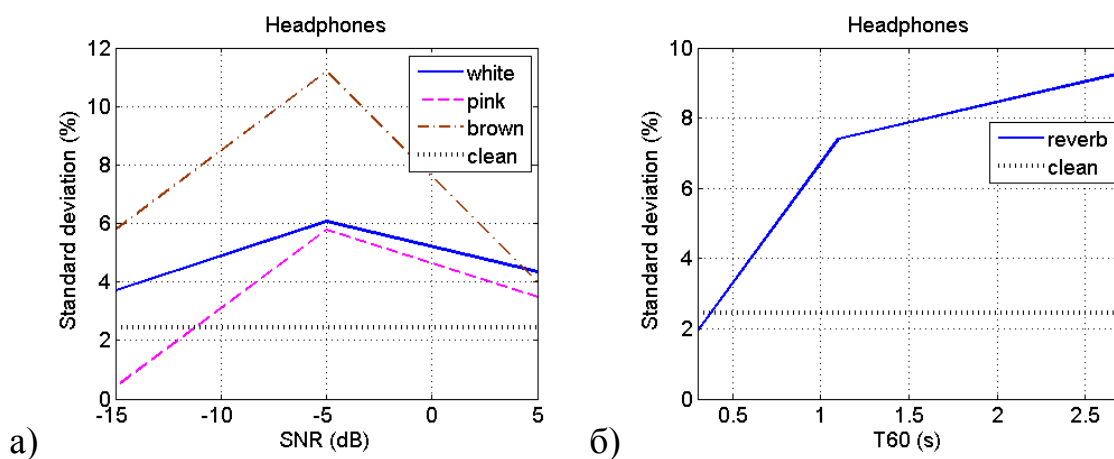 Headphones
12
10
8
6
4
2
0
Standard deviation (%)
white
pink
brown
clean
-15
-10
-5
0
5
SNR (dB)
а)
Headphones
10
8
6
4
2
0
Standard deviation (%)
reverb
clean
0.5
1
1.5
2
2.5
T60 (s)
б)